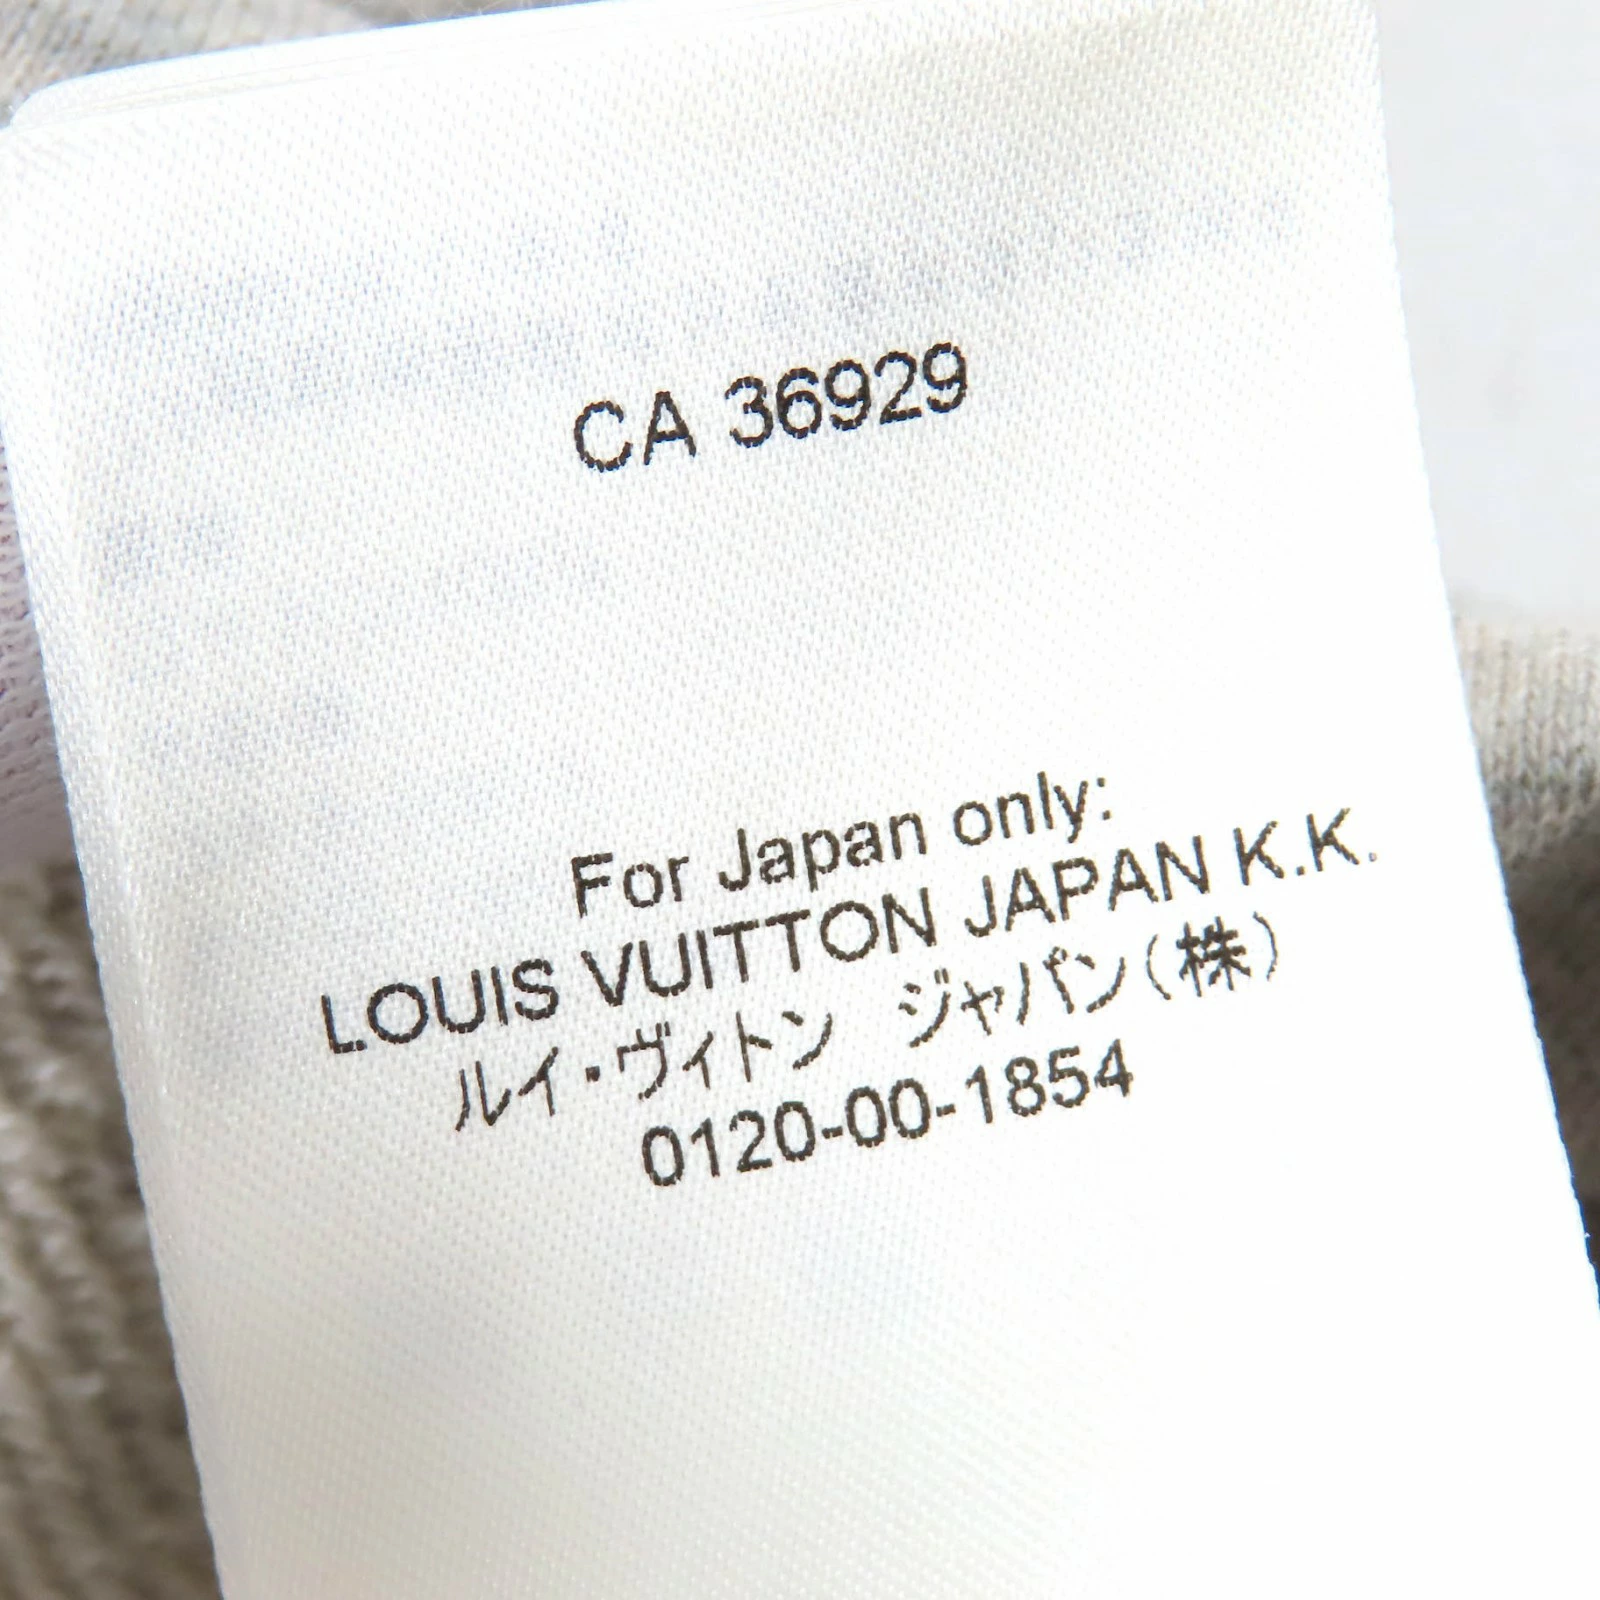 CA 36929
For Japan only:
LOUIS VUITTON JAPAN K.K.
ルイ・ヴィトン　ジャパン(株)
0120-00-1854